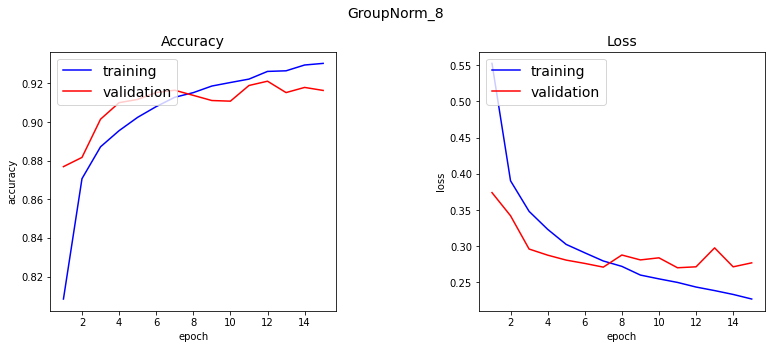 GroupNorm_8
Accuracy
training
validation
0.92
0.90
0.88
0.86
0.84
0.82
accuracy
2 4 6 8 10 12 14
epoch
Loss
training
validation
0.55
0.50
0.45
0.40
0.35
0.30
0.25
loss
2 4 6 8 10 12 14
epoch